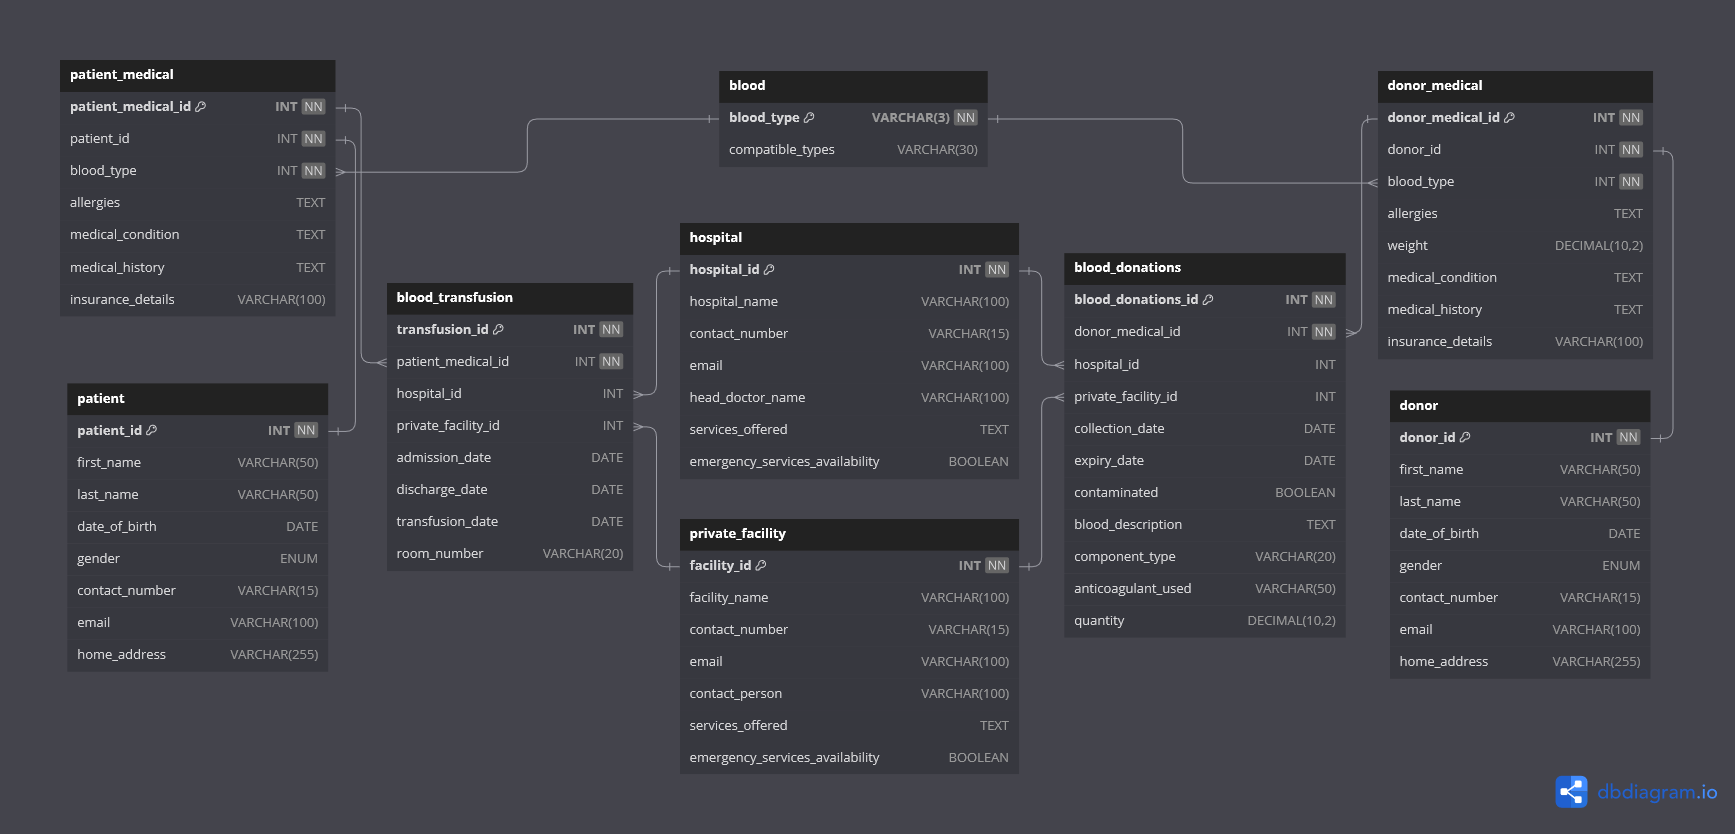 patient_medical
patient_medical_id INT NN
patient_id INT NN
blood_type INT NN
allergies TEXT
medical_condition TEXT
medical_history TEXT
insurance_details VARCHAR(100)
patient
patient_id INT NN
first_name VARCHAR(50)
last_name VARCHAR(50)
date_of_birth DATE
gender ENUM
contact_number VARCHAR(15)
email VARCHAR(100)
home_address VARCHAR(255)
blood_transfusion
transfusion_id INT NN
patient_medical_id INT NN
hospital_id INT
private_facility_id INT
admission_date DATE
discharge_date DATE
transfusion_date DATE
room_number VARCHAR(20)
blood
blood_type VARCHAR(3) NN
compatible_types VARCHAR(30)
hospital
hospital_id INT NN
hospital_name VARCHAR(100)
contact_number VARCHAR(15)
email VARCHAR(100)
head_doctor_name VARCHAR(100)
services_offered TEXT
emergency_services_availability BOOLEAN
private_facility
facility_id INT NN
facility_name VARCHAR(100)
contact_number VARCHAR(15)
email VARCHAR(100)
contact_person VARCHAR(100)
services_offered TEXT
emergency_services_availability BOOLEAN
blood_donations
blood_donations_id INT NN
donor_medical_id INT NN
hospital_id INT
private_facility_id INT
collection_date DATE
expiry_date DATE
contaminated BOOLEAN
blood_description TEXT
component_type VARCHAR(20)
anticoagulant_used VARCHAR(50)
quantity DECIMAL(10,2)
donor_medical
donor_medical_id INT NN
donor_id INT NN
blood_type INT NN
allergies TEXT
weight DECIMAL(10,2)
medical_condition TEXT
medical_history TEXT
insurance_details VARCHAR(100)
donor
donor_id INT NN
first_name VARCHAR(50)
last_name VARCHAR(50)
date_of_birth DATE
gender ENUM
contact_number VARCHAR(15)
email VARCHAR(100)
home_address VARCHAR(255)
dbdiagram.io